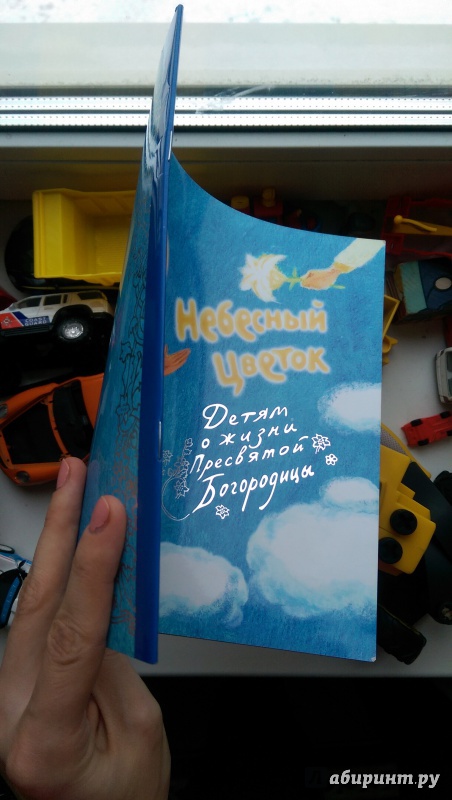 Небесный
Цветок
Детям
о жизни
Пресвятой
Богородицы
абиринт.ру